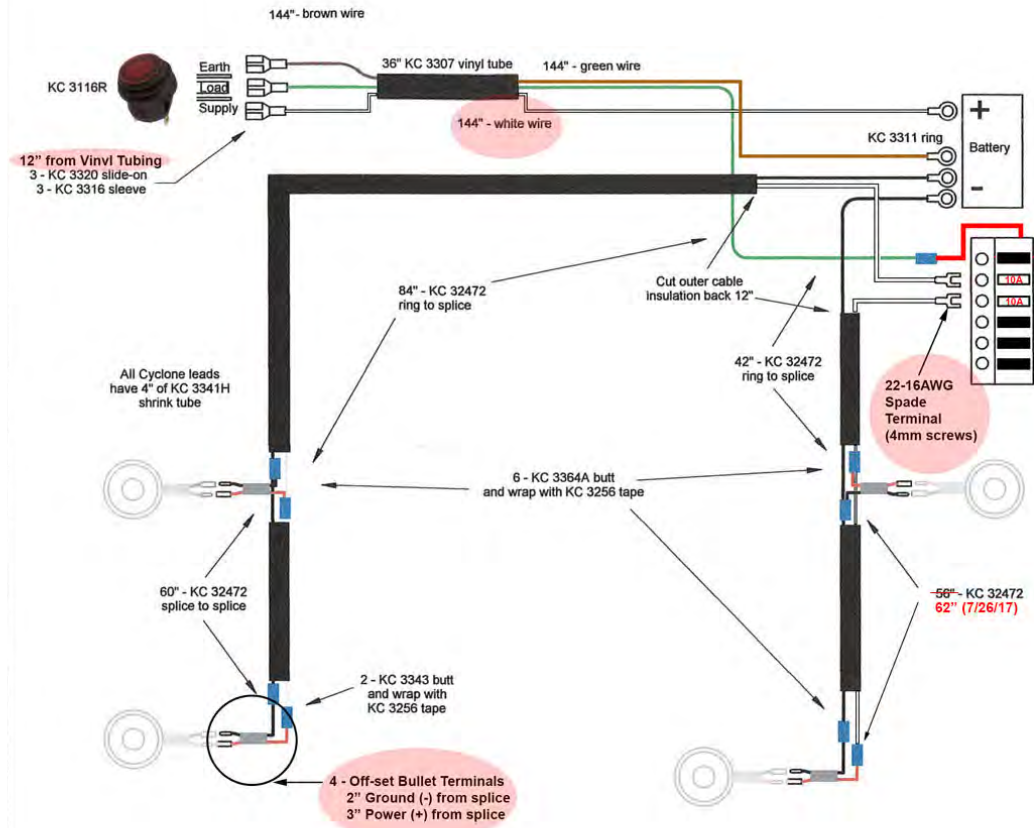 144"- brown wire
KC 3116R
Earth
Load
Supply
36" KC 3307 vinyl tube
144" - green wire
144" - white wire
12” from Vinvl Tubing
3 - KC 3320 slide-on
3 - KC 3316 sleeve
KC 3311 ring
+
Battery
-
84" - KC 32472
ring to splice
Cut outer cable
insulation back 12"
10A
10A
42" - KC 32472
ring to splice
22-16AWG
Spade
Terminal
(4mm screws)
All Cyclone leads
have 4" of KC 3341H
shrink tube
6 - KC 3364A butt
and wrap with KC 3256 tape
60" - KC 32472
splice to splice
56" - KC 32472
62” (7/26/17)
2 - KC 3343 butt
and wrap with
KC 3256 tape
4 - Off-set Bullet Terminals
2” Ground (-) from splice
3” Power (+) from splice